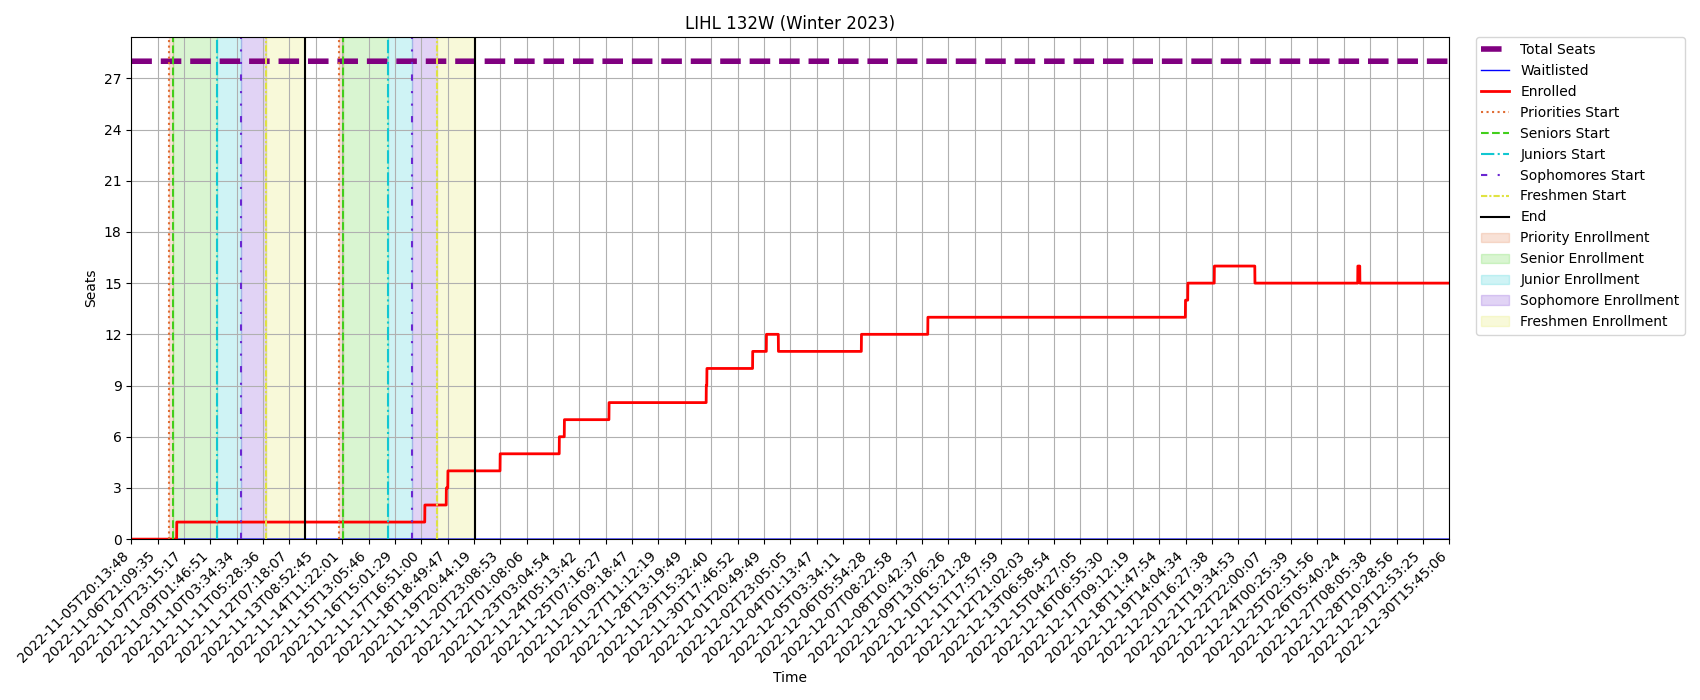 LIHL 132W (Winter 2023)
Total Seats
Waitlisted
Enrolled
Priorities Start
Seniors Start
Juniors Start
Sophomores Start
Freshmen Start
End
Priority Enrollment
Senior Enrollment
Junior Enrollment
Sophomore Enrollment
Freshmen Enrollment
Seats
27
24
21
18
15
12
9
6
3
0
2022-11-05T20:13:48
2022-11-06T21:09:35
2022-11-07T23:15:17
2022-11-09T01:46:51
2022-11-10T03:34:34
2022-11-11T05:28:36
2022-11-12T07:18:07
2022-11-13T08:52:45
2022-11-14T11:22:01
2022-11-15T13:05:46
2022-11-16T15:01:29
2022-11-17T16:51:00
2022-11-18T18:49:47
2022-11-19T20:44:19
2022-11-20T23:08:53
2022-11-22T01:08:06
2022-11-23T03:04:54
2022-11-24T05:13:42
2022-11-25T07:16:27
2022-11-26T09:18:47
2022-11-27T11:12:19
2022-11-28T13:19:49
2022-11-29T15:32:40
2022-11-30T17:46:52
2022-12-01T20:49:49
2022-12-02T23:05:05
2022-12-04T01:13:47
2022-12-05T03:34:11
2022-12-06T05:54:28
2022-12-07T08:22:58
2022-12-08T10:42:37
2022-12-09T13:06:26
2022-12-10T15:21:28
2022-12-11T17:57:59
2022-12-12T21:02:03
2022-12-13T06:58:54
2022-12-15T04:27:05
2022-12-16T06:55:30
2022-12-17T09:12:19
2022-12-18T11:47:54
2022-12-19T14:04:34
2022-12-20T16:27:38
2022-12-21T19:34:53
2022-12-22T22:00:07
2022-12-24T00:25:39
2022-12-25T02:51:56
2022-12-26T05:40:24
2022-12-27T08:05:38
2022-12-28T10:28:56
2022-12-29T12:53:25
2022-12-30T15:45:06
Time